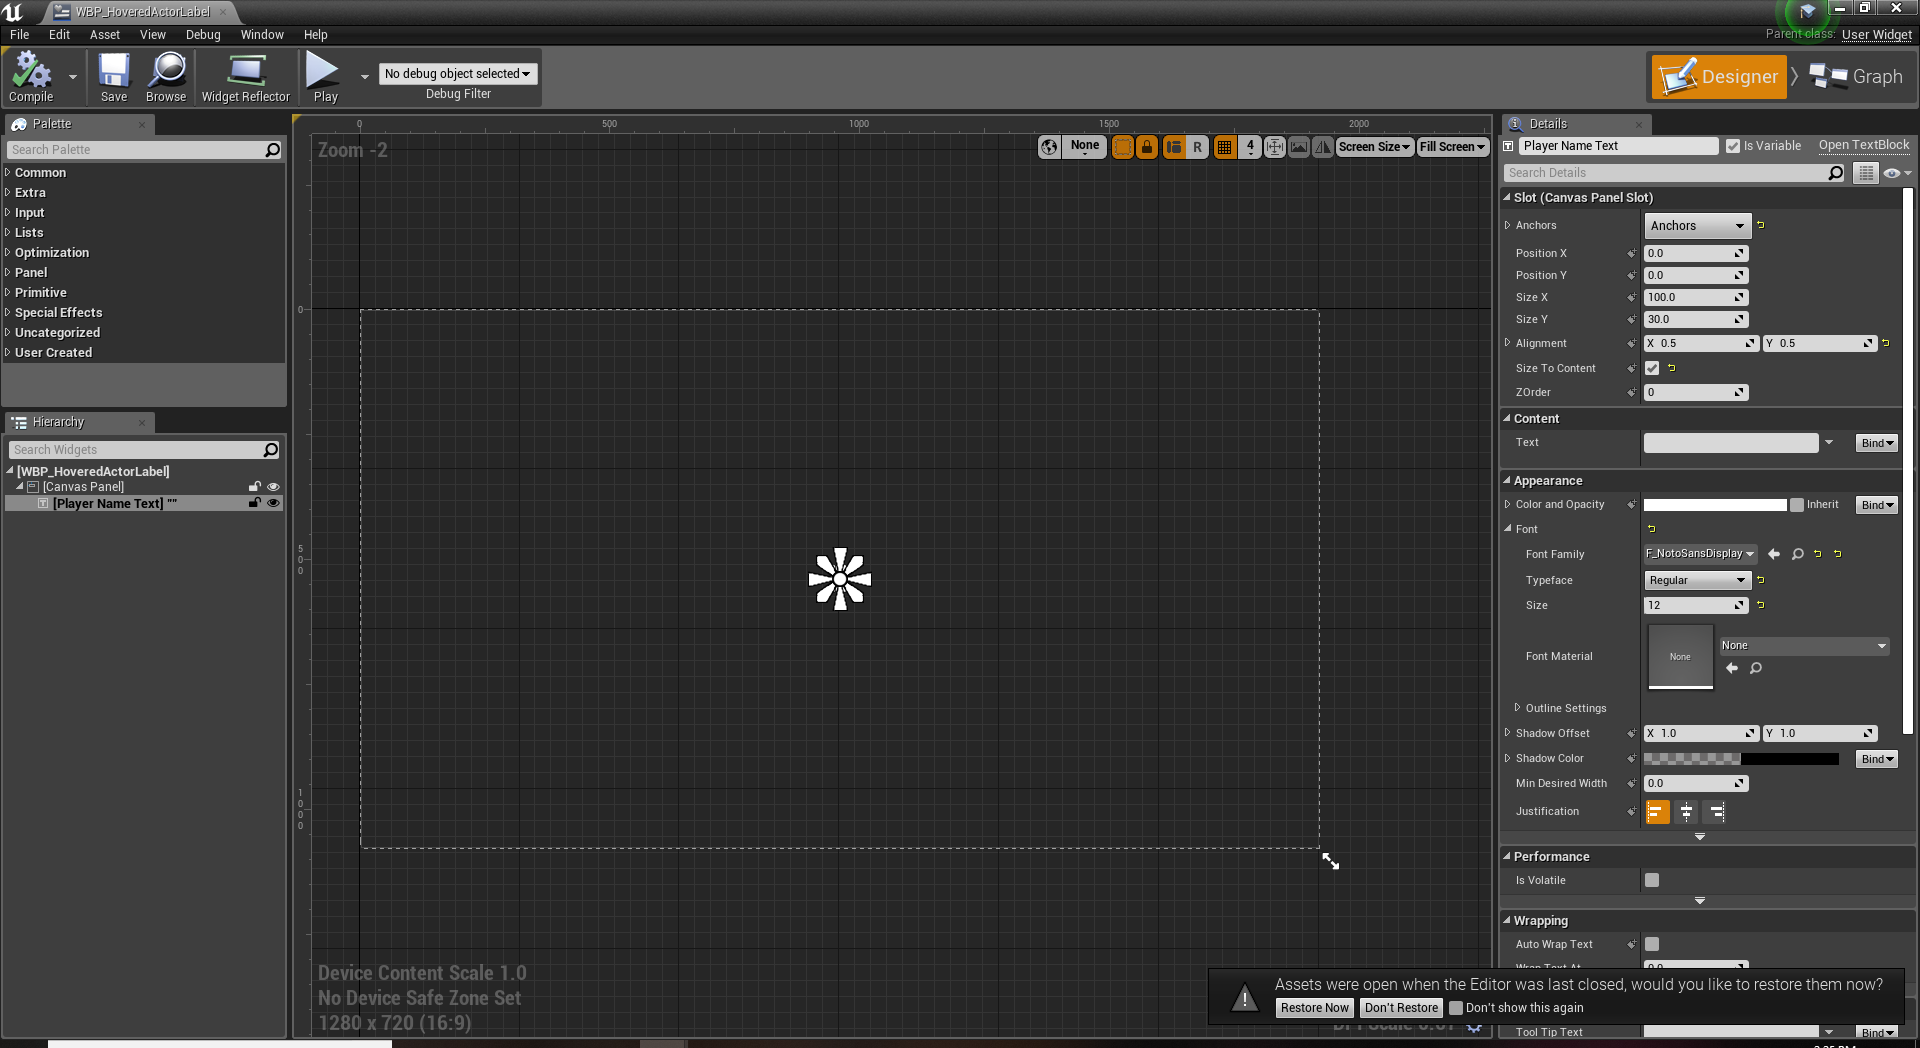 WBP_HoveredActorLabel
File Edit Asset View Debug Window Help
Parent class: User Widget
Compile
Save
Browse
Widget Reflector
Play
No debug object selected
Debug Filter
Designer
Graph
Palette
Search Palette
Common
Extra
Input
Lists
Optimization
Panel
Primitive
Special Effects
Uncategorized
User Created
Hierarchy
Search Widgets
[WBP_HoveredActorLabel]
[Canvas Panel]
[Player Name Text] ""
0 500 1000 1500 2000
Zoom -2
None
R
4
Screen Size
Fill Screen
0
500
1000
Device Content Scale 1.0
No Device Safe Zone Set
1280 x 720 (16:9)
Details
Player Name Text
Is Variable
Open TextBlock
Search Details
Slot (Canvas Panel Slot)
Anchors Anchors
Position X 0.0
Position Y 0.0
Size X 100.0
Size Y 30.0
Alignment X 0.5 Y 0.5
Size To Content
ZOrder 0
Content
Text Bind
Appearance
Color and Opacity Inherit Bind
Font
Font Family F_NotoSansDisplay
Typeface Regular
Size 12
Font Material None None
Outline Settings
Shadow Offset X 1.0 Y 1.0
Shadow Color Bind
Min Desired Width 0.0
Justification
Performance
Is Volatile
Wrapping
Auto Wrap Text
Assets were open when the Editor was last closed, would you like to restore them now?
Restore Now Don't Restore Don't show this again
Tool Tip Text Bind